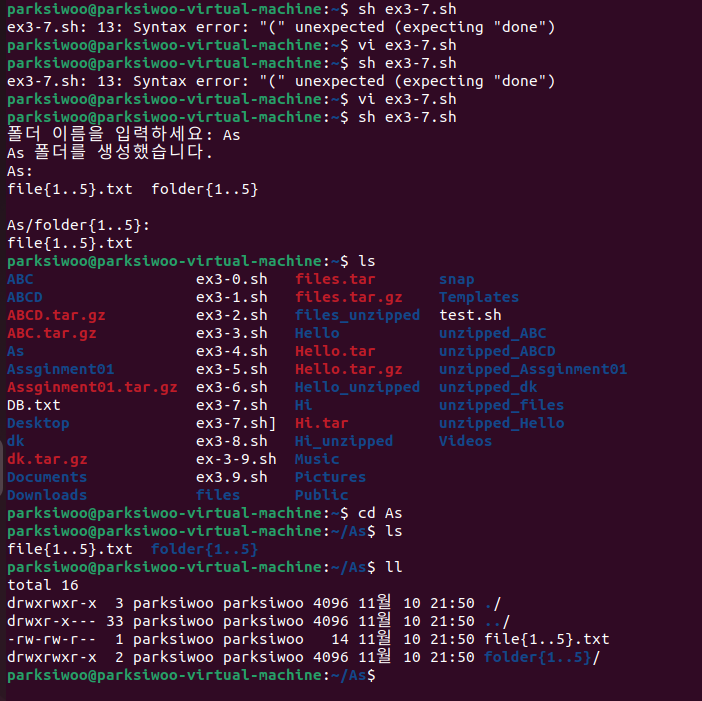 parksiwoo@parksiwoo-virtual-machine:~$ sh ex3-7.sh
ex3-7.sh: 13: Syntax error: "(" unexpected (expecting "done")
parksiwoo@parksiwoo-virtual-machine:~$ vi ex3-7.sh
parksiwoo@parksiwoo-virtual-machine:~$ sh ex3-7.sh
ex3-7.sh: 13: Syntax error: "(" unexpected (expecting "done")
parksiwoo@parksiwoo-virtual-machine:~$ vi ex3-7.sh
parksiwoo@parksiwoo-virtual-machine:~$ sh ex3-7.sh
폴더 이름을 입력하세요: As
As 폴더를 생성했습니다.
As:
file{1..5}.txt  folder{1..5}

As/folder{1..5}:
file{1..5}.txt
parksiwoo@parksiwoo-virtual-machine:~$ ls
ABC                   ex3-0.sh   files.tar        snap
ABCD                  ex3-1.sh   files.tar.gz     Templates
ABCD.tar.gz           ex3-2.sh   files_unzipped   test.sh
ABC.tar.gz            ex3-3.sh   Hello            unzipped_ABC
As                    ex3-4.sh   Hello.tar        unzipped_ABCD
Assginment01          ex3-5.sh   Hello.tar.gz     unzipped_Assginment01
Assginment01.tar.gz   ex3-6.sh   Hello_unzipped   unzipped_dk
DB.txt                ex3-7.sh   Hi               unzipped_files
Desktop               ex3-7.sh]  Hi.tar           unzipped_Hello
dk                    ex3-8.sh   Hi_unzipped      Videos
dk.tar.gz             ex-3-9.sh  Music
Documents             ex3.9.sh   Pictures
Downloads             files      Public
parksiwoo@parksiwoo-virtual-machine:~$ cd As
parksiwoo@parksiwoo-virtual-machine:~/As$ ls
file{1..5}.txt  folder{1..5}
parksiwoo@parksiwoo-virtual-machine:~/As$ ll
total 16
drwxrwxr-x  3 parksiwoo parksiwoo 4096 11월 10 21:50 ./
drwxr-x--- 33 parksiwoo parksiwoo 4096 11월 10 21:50 ../
-rw-rw-r--  1 parksiwoo parksiwoo   14 11월 10 21:50 file{1..5}.txt
drwxrwxr-x  2 parksiwoo parksiwoo 4096 11월 10 21:50 folder{1..5}/
parksiwoo@parksiwoo-virtual-machine:~/As$